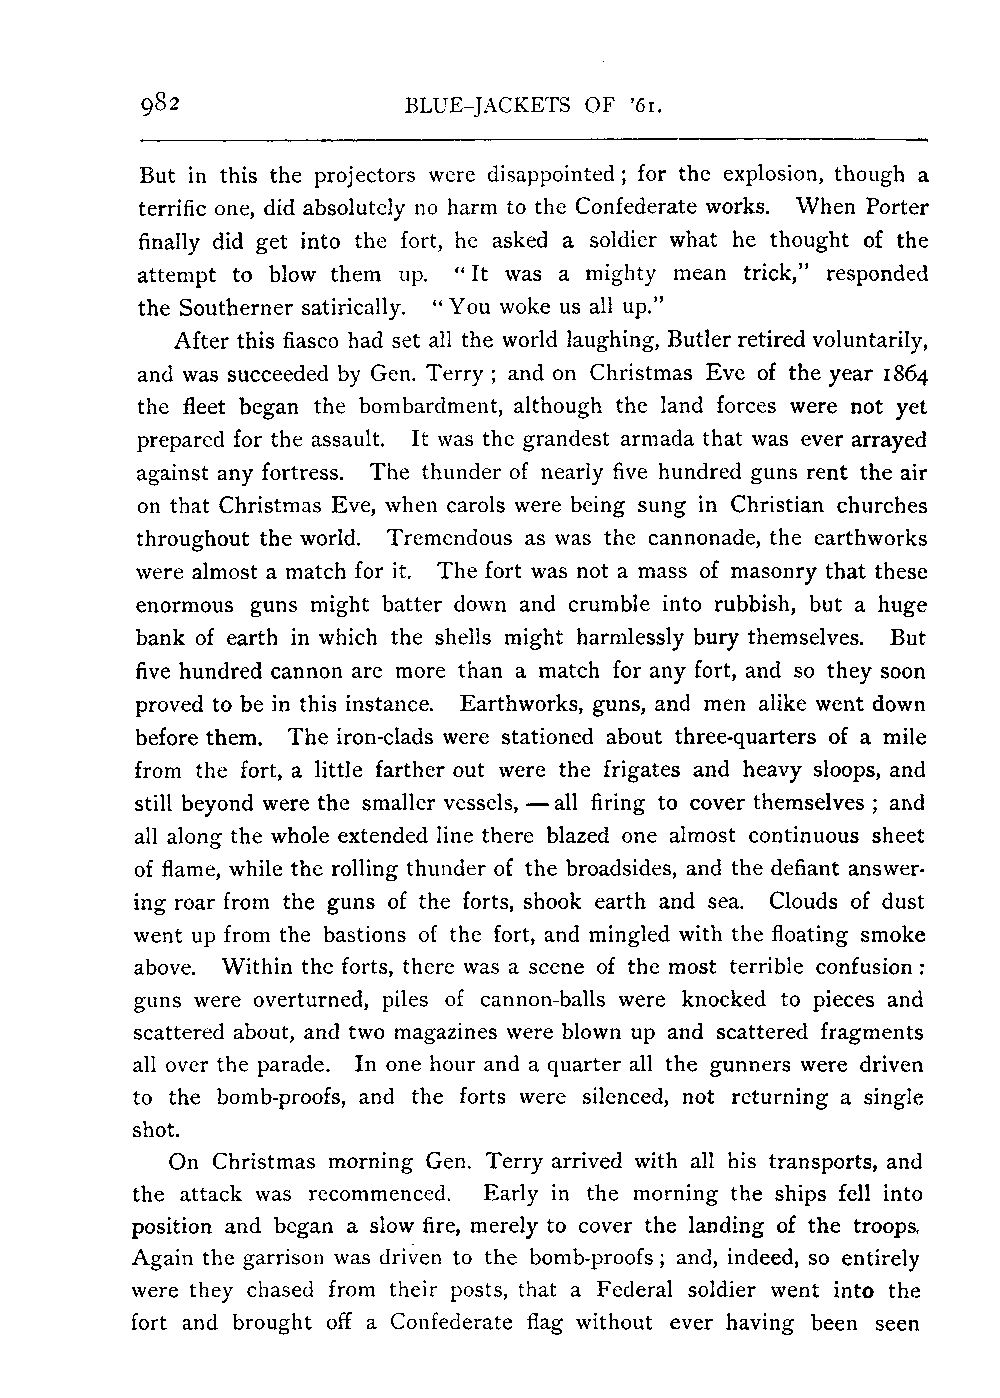 982 BLUE-JACKETS OF ’61.
But in this the projectors were disappointed; for the explosion, though a
terrific one, did absolutely no harm to the Confederate works. When Porter
finally did get into the fort, he asked a soldier what he thought of the
attempt to blow them up. “It was a mighty mean trick,” responded
the Southerner satirically. “You woke us all up.”
After this fiasco had set all the world laughing, Butler retired voluntarily,
and was succeeded by Gen. Terry; and on Christmas Eve of the year 1864
the fleet began the bombardment, although the land forces were not yet
prepared for the assault. It was the grandest armada that was ever arrayed
against any fortress. The thunder of nearly five hundred guns rent the air
on that Christmas Eve, when carols were being sung in Christian churches
throughout the world. Tremendous as was the cannonade, the earthworks
were almost a match for it. The fort was not a mass of masonry that these
enormous guns might batter down and crumble into rubbish, but a huge
bank of earth in which the shells might harmlessly bury themselves. But
five hundred cannon are more than a match for any fort, and so they soon
proved to be in this instance. Earthworks, guns, and men alike went down
before them. The iron-clads were stationed about three-quarters of a mile
from the fort, a little farther out were the frigates and heavy sloops, and
still beyond were the smaller vessels, — all firing to cover themselves; and
all along the whole extended line there blazed one almost continuous sheet
of flame, while the rolling thunder of the broadsides, and the defiant answer-
ing roar from the guns of the forts, shook earth and sea. Clouds of dust
went up from the bastions of the fort, and mingled with the floating smoke
above. Within the forts, there was a scene of the most terrible confusion:
guns were overturned, piles of cannon-balls were knocked to pieces and
scattered about, and two magazines were blown up and scattered fragments
all over the parade. In one hour and a quarter all the gunners were driven
to the bomb-proofs, and the forts were silenced, not returning a single
shot.
On Christmas morning Gen. Terry arrived with all his transports, and
the attack was recommenced. Early in the morning the ships fell into
position and began a slow fire, merely to cover the landing of the troops.
Again the garrison was driven to the bomb-proofs; and, indeed, so entirely
were they chased from their posts, that a Federal soldier went into the
fort and brought off a Confederate flag without ever having been seen